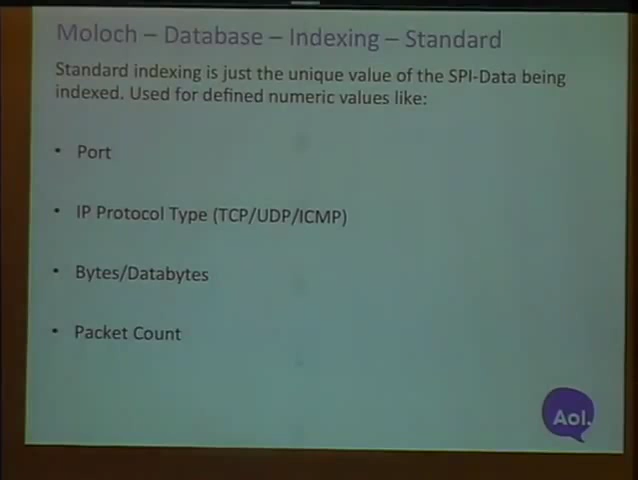 Moloch – Database – Indexing – Standard
Standard indexing is just the unique value of the SPI-Data being
indexed. Used for defined numeric values like:
• Port
• IP Protocol Type (TCP/UDP/ICMP)
• Bytes/Databytes
• Packet Count
Aol.